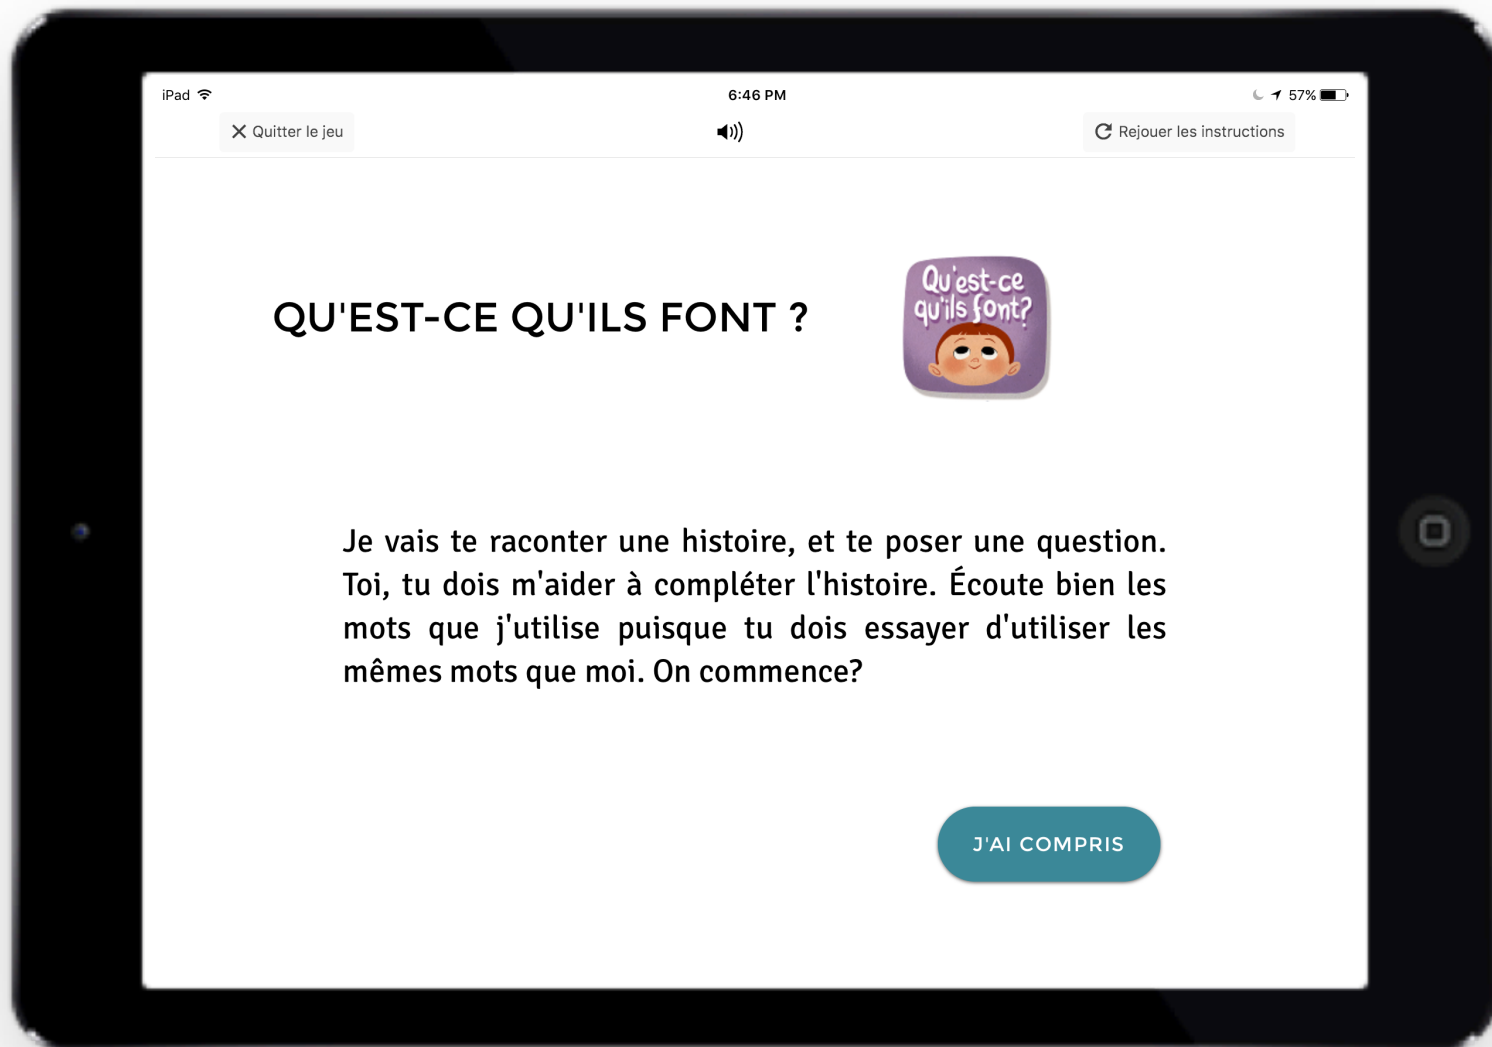 iPad
6:46 PM
57%
Quitter le jeu
Rejouer les instructions
QU'EST-CE QU'ILS FONT ?
Qu'est-ce
qu'ils font?
Je vais te raconter une histoire, et te poser une question.
Toi, tu dois m'aider à compléter l'histoire. Écoute bien les
mots que j'utilise puisque tu dois essayer d'utiliser les
mêmes mots que moi. On commence?
J'AI COMPRIS